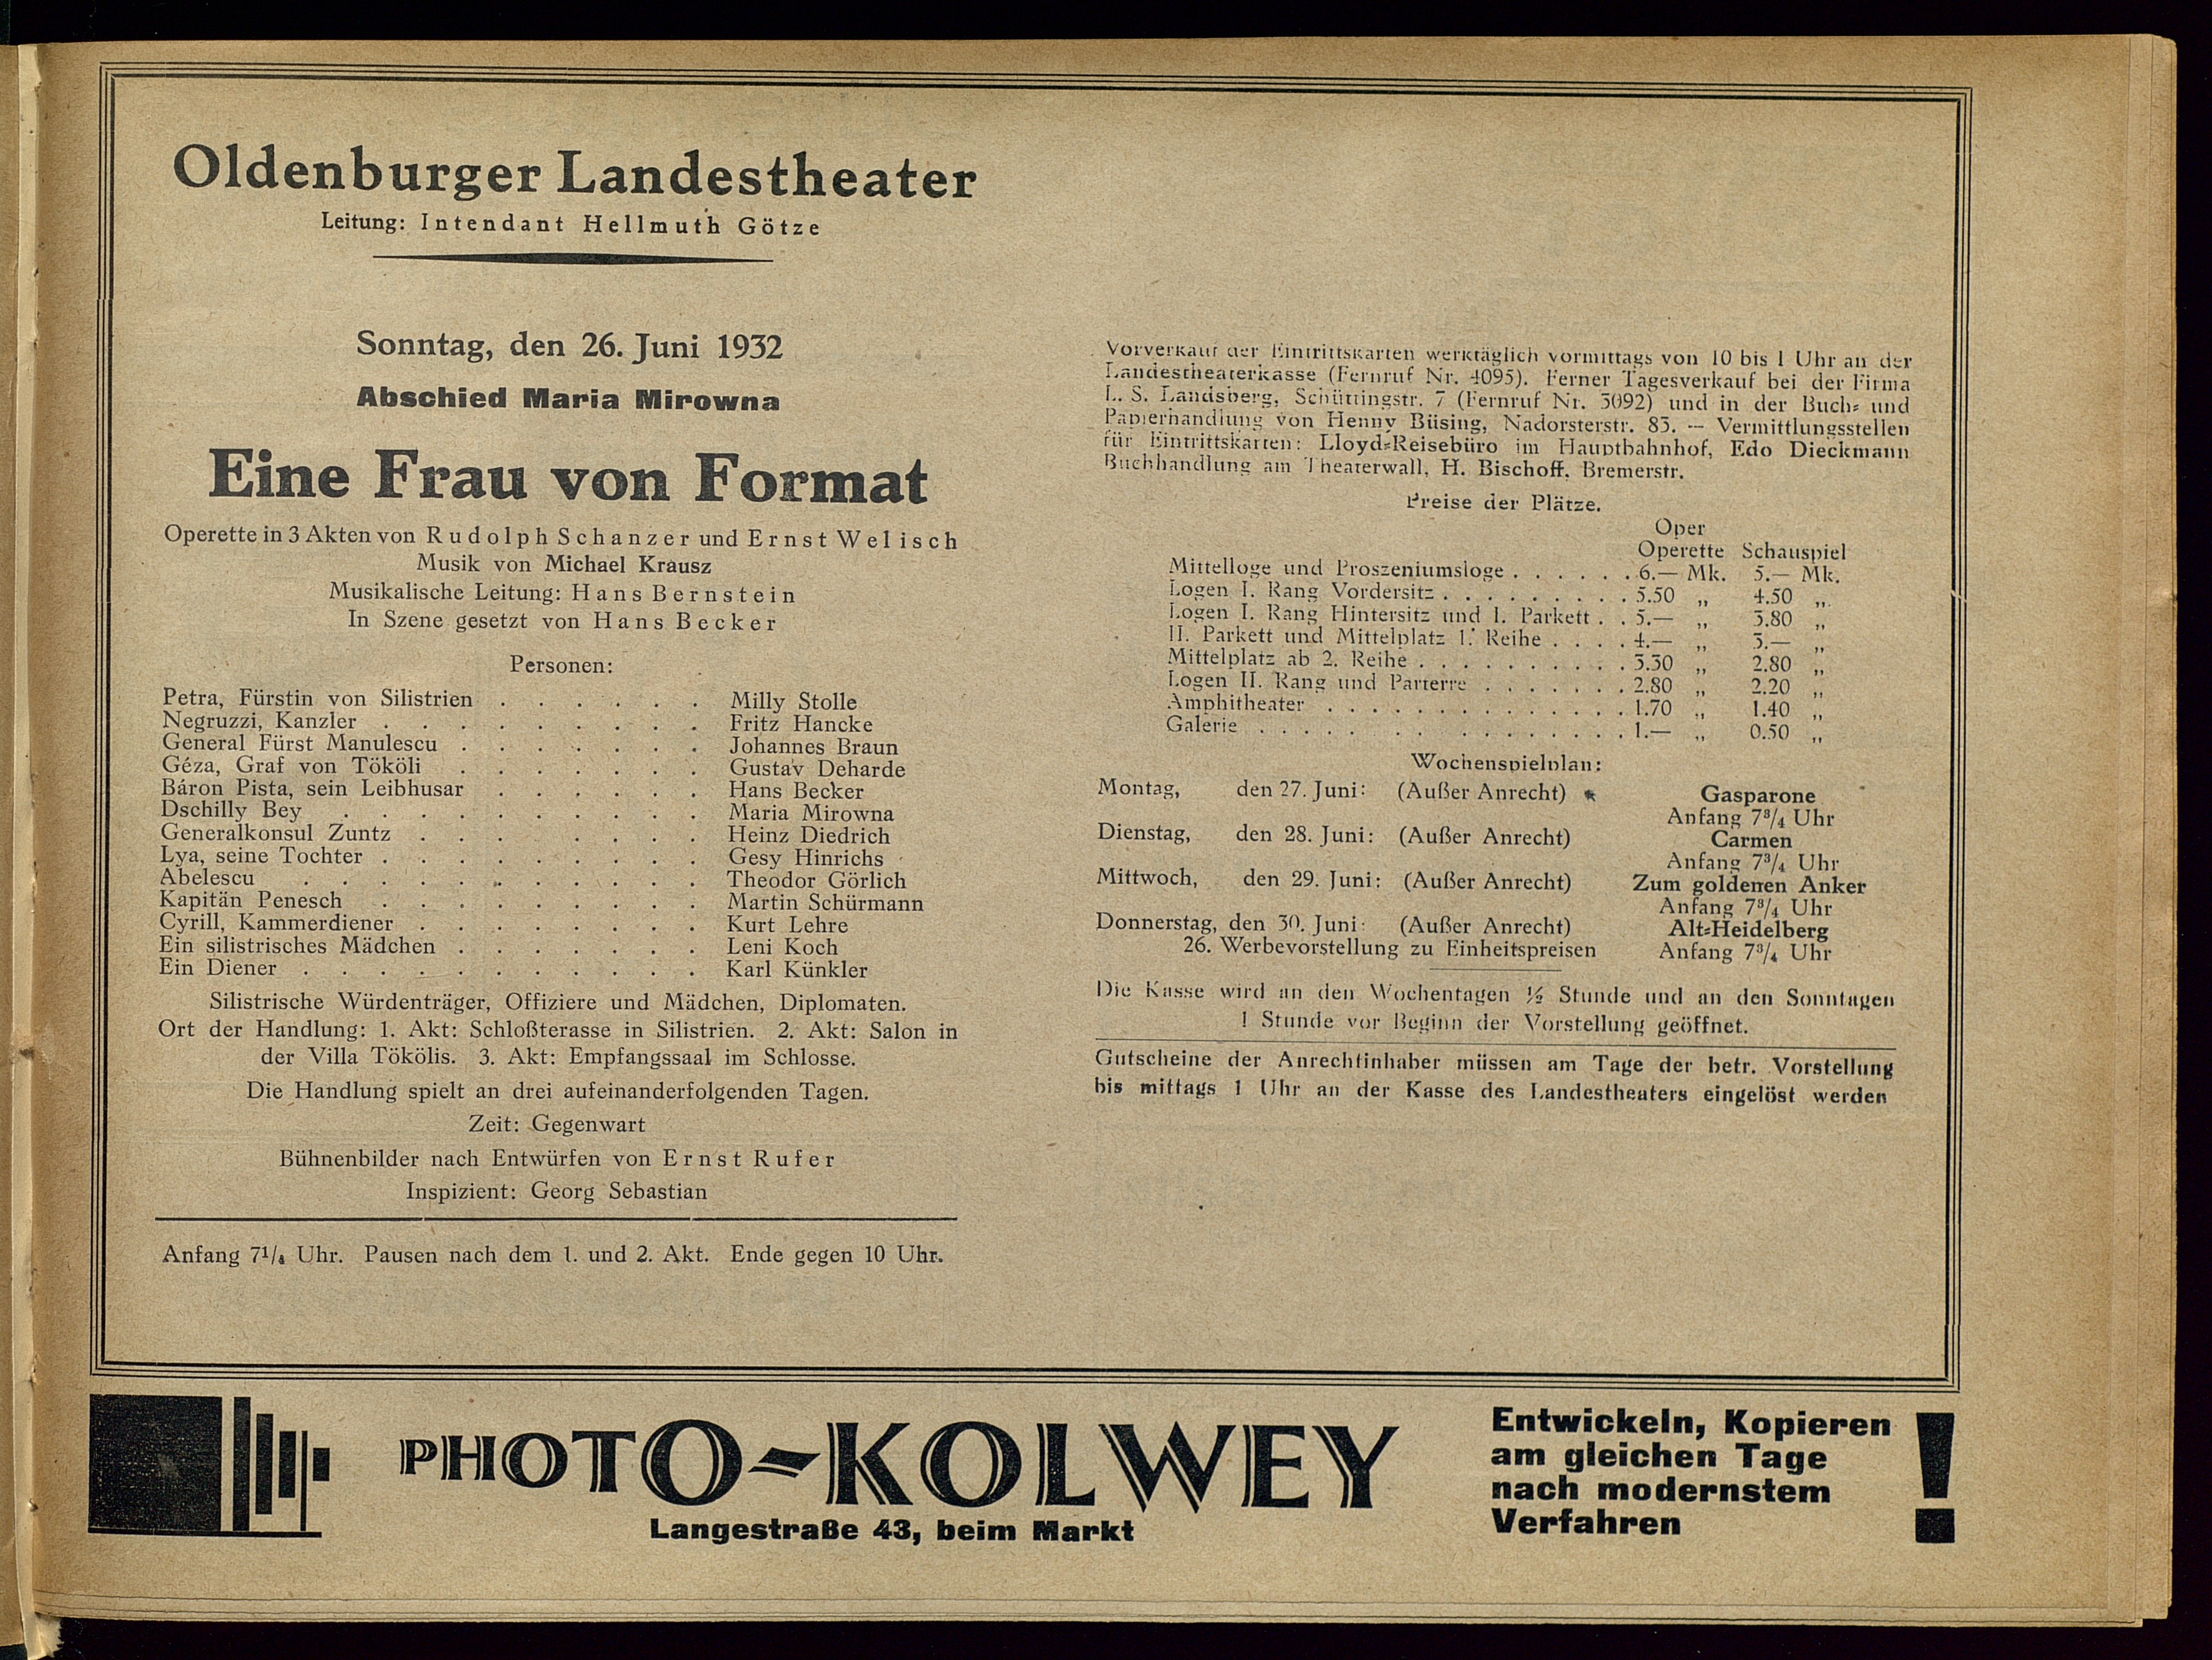 Oldenburger Landestheater
Leitung: Intendant Hellmuth Götze
Sonntag, den 26. Juni 1932
Abschied Maria Mirowna
Eine Frau von Format
Operette in 3 Akten von Rudolph Schanzer und Ernst Welisch
Musik von Michael Krausz
Musikalische Leitung: Hans Bernstein
In Szene gesetzt von Hans Becker
Personen:
Petra, Fürstin von Silistrien . . . . . . Milly Stolle
Negruzzi, Kanzler . . . . . . . . . Fritz Hancke
General Fürst Manulescu . . . . . . . Johannes Braun
Géza, Graf von Tököli . . . . . . . Gustav Deharde
Báron Pista, sein Leibhusar . . . . . . Hans Becker
Dschilly Bey . . . . . . . . . . Maria Mirowna
Generalkonsul Zuntz . . . . . . . . Heinz Diedrich
Lya, seine Tochter . . . . . . . . . Gesy Hinrichs
Abelescu . . . . . . . . . . . Theodor Görlich
Kapitän Penesch . . . . . . . . . Martin Schürmann
Cyrill, Kammerdiener . . . . . . . . Kurt Lehre
Ein silistrisches Mädchen . . . . . . . Leni Koch
Ein Diener . . . . . . . . . . . Karl Künkler
Silistrische Würdenträger, Offiziere und Mädchen, Diplomaten.
Ort der Handlung: 1. Akt: Schloßterasse in Silistrien. 2. Akt: Salon in
der Villa Tökölis. 3. Akt: Empfangssaal im Schlosse.
Die Handlung spielt an drei aufeinanderfolgenden Tagen.
Zeit: Gegenwart
Bühnenbilder nach Entwürfen von Ernst Rufer
Inspizient: Georg Sebastian
Anfang 7¼ Uhr. Pausen nach dem 1. und 2. Akt. Ende gegen 10 Uhr.
Vorverkauf der Eintrittskarten werktäglich vormittags von 10 bis 1 Uhr an der
Landestheaterkasse (Fernruf Nr. 4095). Ferner Tagesverkauf bei der Firma
L. S. Landsberg, Schüttingstr. 7 (Fernruf Nr. 3092) und in der Buch- und
Papierhandlung von Henny Büsing, Nadorsterstr. 83. — Vermittlungsstellen
für Eintrittskarten: Lloyd-Reisebüro im Hauptbahnhof, Edo Dieckmann
Buchhandlung am Theaterwall, H. Bischoff, Bremerstr.
Preise der Plätze.
Oper
Operette Schauspiel
Mittelloge und Proszeniumsloge . . . . . . 6.— Mk. 5.— Mk.
Logen I. Rang Vordersitz . . . . . . . . . 5.50 „ 4.50 „
Logen I. Rang Hintersitz und I. Parkett . . 5.— „ 3.80 „
II. Parkett und Mittelplatz 1. Reihe . . . . 4.— „ 3.— „
Mittelplatz ab 2. Reihe . . . . . . . . . . 3.30 „ 2.80 „
Logen II. Rang und Parterre . . . . . . . 2.80 „ 2.20 „
Amphitheater . . . . . . . . . . . . . . 1.70 „ 1.40 „
Galerie . . . . . . . . . . . . . . . 1.— „ 0.50 „
Wochenspielplan:
Montag, den 27. Juni: (Außer Anrecht) Gasparone
Anfang 7¾ Uhr
Dienstag, den 28. Juni: (Außer Anrecht) Carmen
Anfang 7¾ Uhr
Mittwoch, den 29. Juni: (Außer Anrecht) Zum goldenen Anker
Anfang 7¾ Uhr
Donnerstag, den 30. Juni: (Außer Anrecht) Alt-Heidelberg
26. Werbevorstellung zu Einheitspreisen Anfang 7¾ Uhr
Die Kasse wird an den Wochentagen ½ Stunde und an den Sonntagen
1 Stunde vor Beginn der Vorstellung geöffnet.
Gutscheine der Anrechtinhaber müssen am Tage der betr. Vorstellung
bis mittags 1 Uhr an der Kasse des Landestheaters eingelöst werden
PHOTO-KOLWEY
Langestraße 43, beim Markt
Entwickeln, Kopieren
am gleichen Tage
nach modernstem
Verfahren !